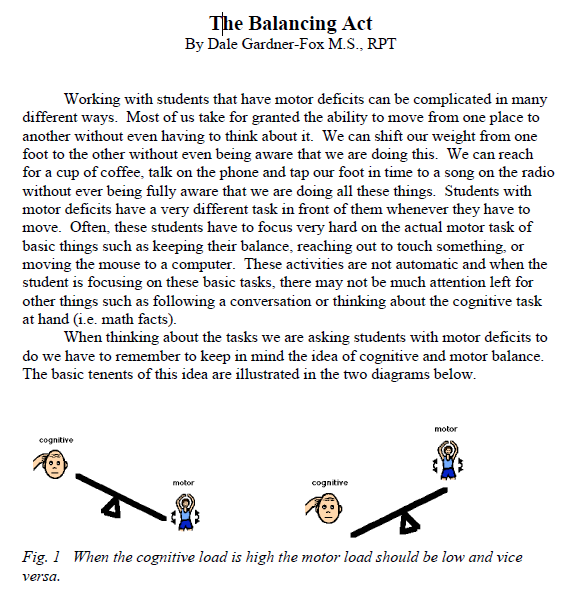 The Balancing Act
By Dale Gardner-Fox M.S., RPT
Working with students that have motor deficits can be complicated in many
different ways.  Most of us take for granted the ability to move from one place to
another without even having to think about it.  We can shift our weight from one
foot to the other without even being aware that we are doing this.  We can reach
for a cup of coffee, talk on the phone and tap our foot in time to a song on the radio
without ever being fully aware that we are doing all these things.  Students with
motor deficits have a very different task in front of them whenever they have to
move.  Often, these students have to focus very hard on the actual motor task of
basic things such as keeping their balance, reaching out to touch something, or
moving the mouse to a computer.  These activities are not automatic and when the
student is focusing on these basic tasks, there may not be much attention left for
other things such as following a conversation or thinking about the cognitive task
at hand (i.e. math facts).
When thinking about the tasks we are asking students with motor deficits to
do we have to remember to keep in mind the idea of cognitive and motor balance.
The basic tenents of this idea are illustrated in the two diagrams below.
cognitive
motor
cognitive
motor
Fig. 1   When the cognitive load is high the motor load should be low and vice
versa.